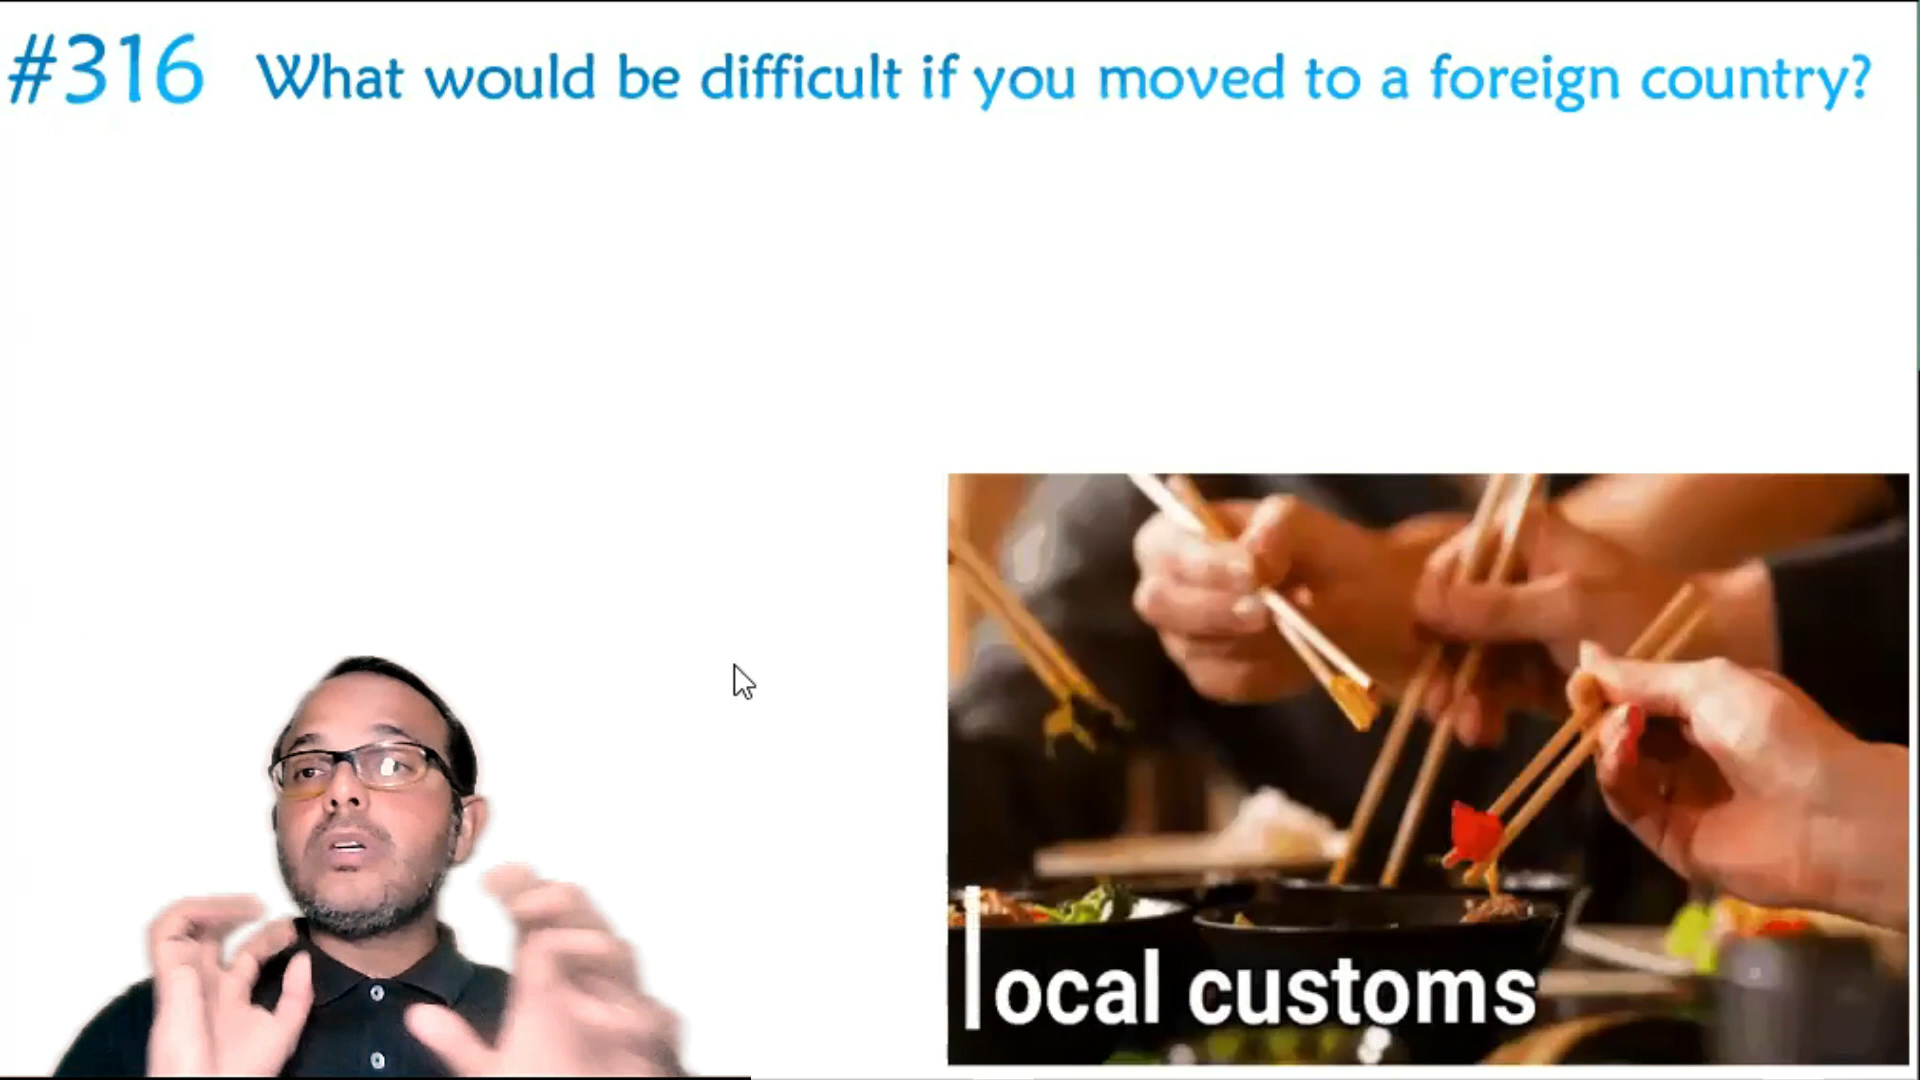 #316 What would be difficult if you moved to a foreign country?
local customs